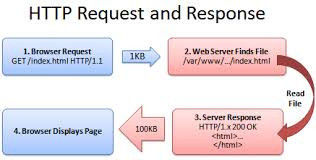 HTTP Request and Response
1. Browser Request
GET /index.html HTTP/1.1
1KB
2. Web Server Finds File
/var/www/.../index.html
Read
File
3. Server Response
HTTP/1.x 200 OK
<html>...
</html>
100KB
4. Browser Displays Page